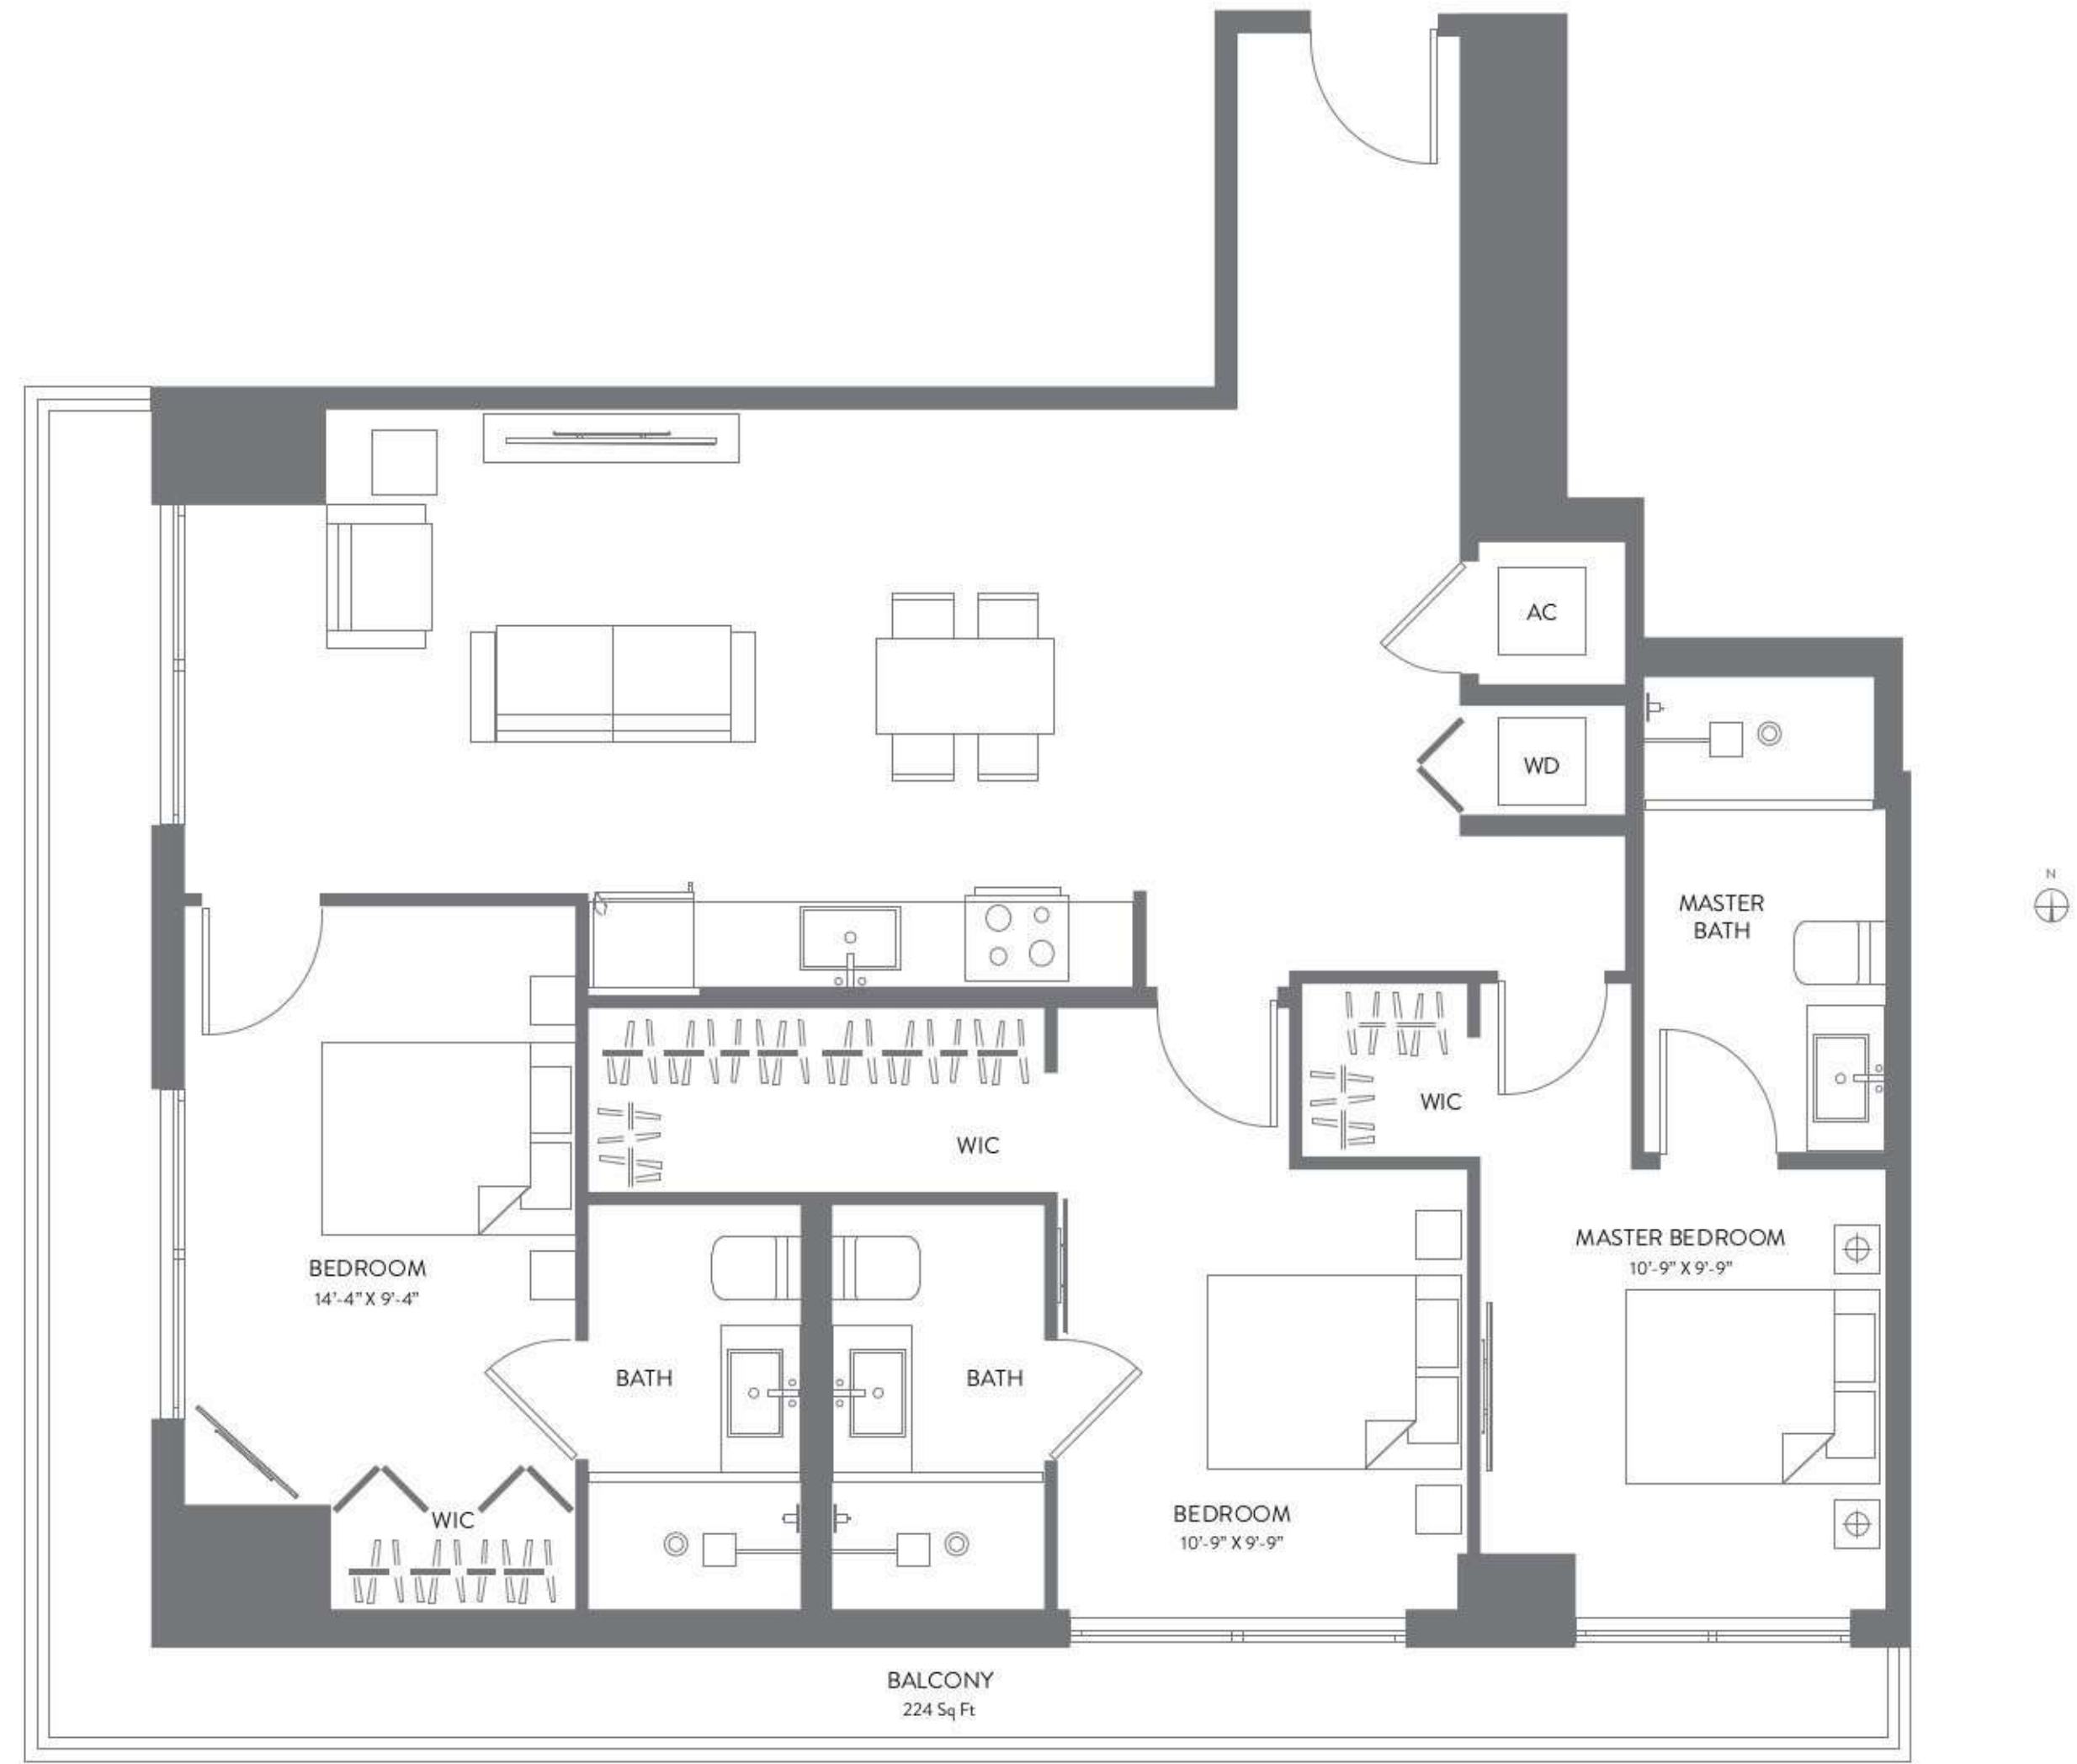 AC
WD
N
MASTER
BATH
WIC
WIC
MASTER BEDROOM
10'-9" X 9'-9"
BEDROOM
14'-4" X 9'-4"
BATH
BATH
BEDROOM
10'-9" X 9'-9"
WIC
BALCONY
224 Sq Ft